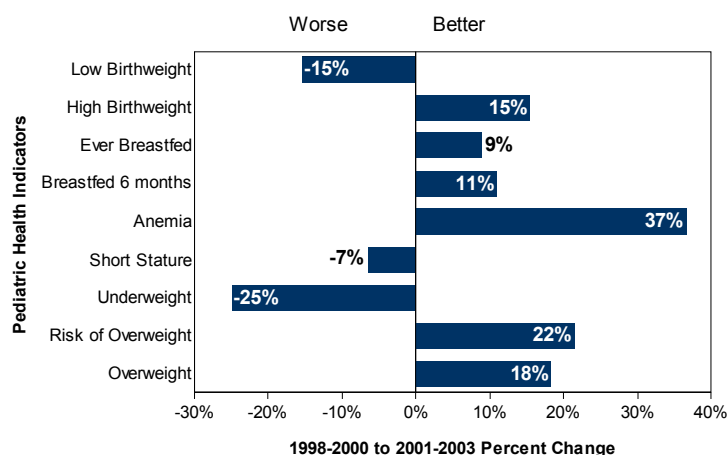 Worse Better
Pediatric Health Indicators
Low Birthweight -15%
High Birthweight 15%
Ever Breastfed 9%
Breastfed 6 months 11%
Anemia 37%
Short Stature -7%
Underweight -25%
Risk of Overweight 22%
Overweight 18%
-30% -20% -10% 0% 10% 20% 30% 40%
1998-2000 to 2001-2003 Percent Change